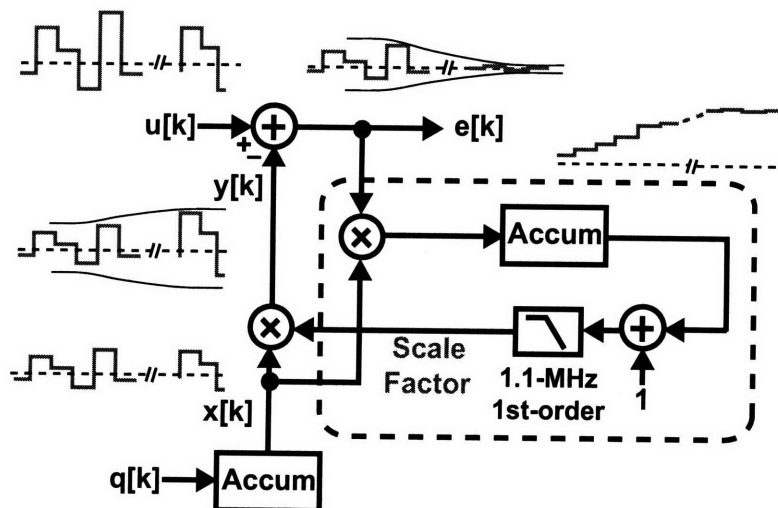 u[k]
+
−
e[k]
y[k]
Accum
Scale
Factor
1.1-MHz
1st-order
1
x[k]
q[k]
Accum